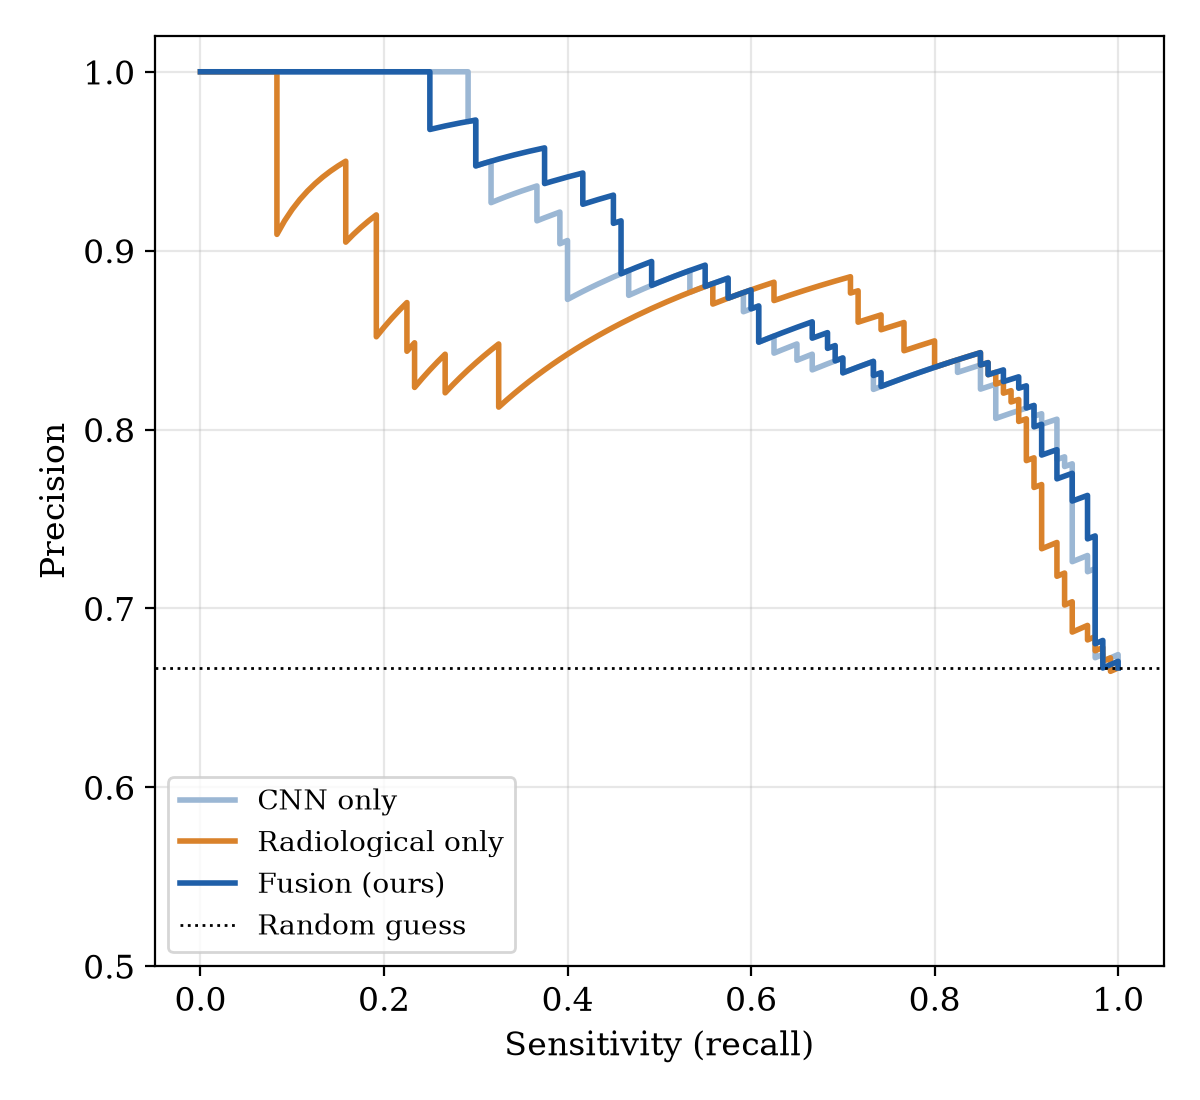 1.0
0.9
0.8
0.7
0.6
0.5
Precision
CNN only
Radiological only
Fusion (ours)
Random guess
0.0 0.2 0.4 0.6 0.8 1.0
Sensitivity (recall)